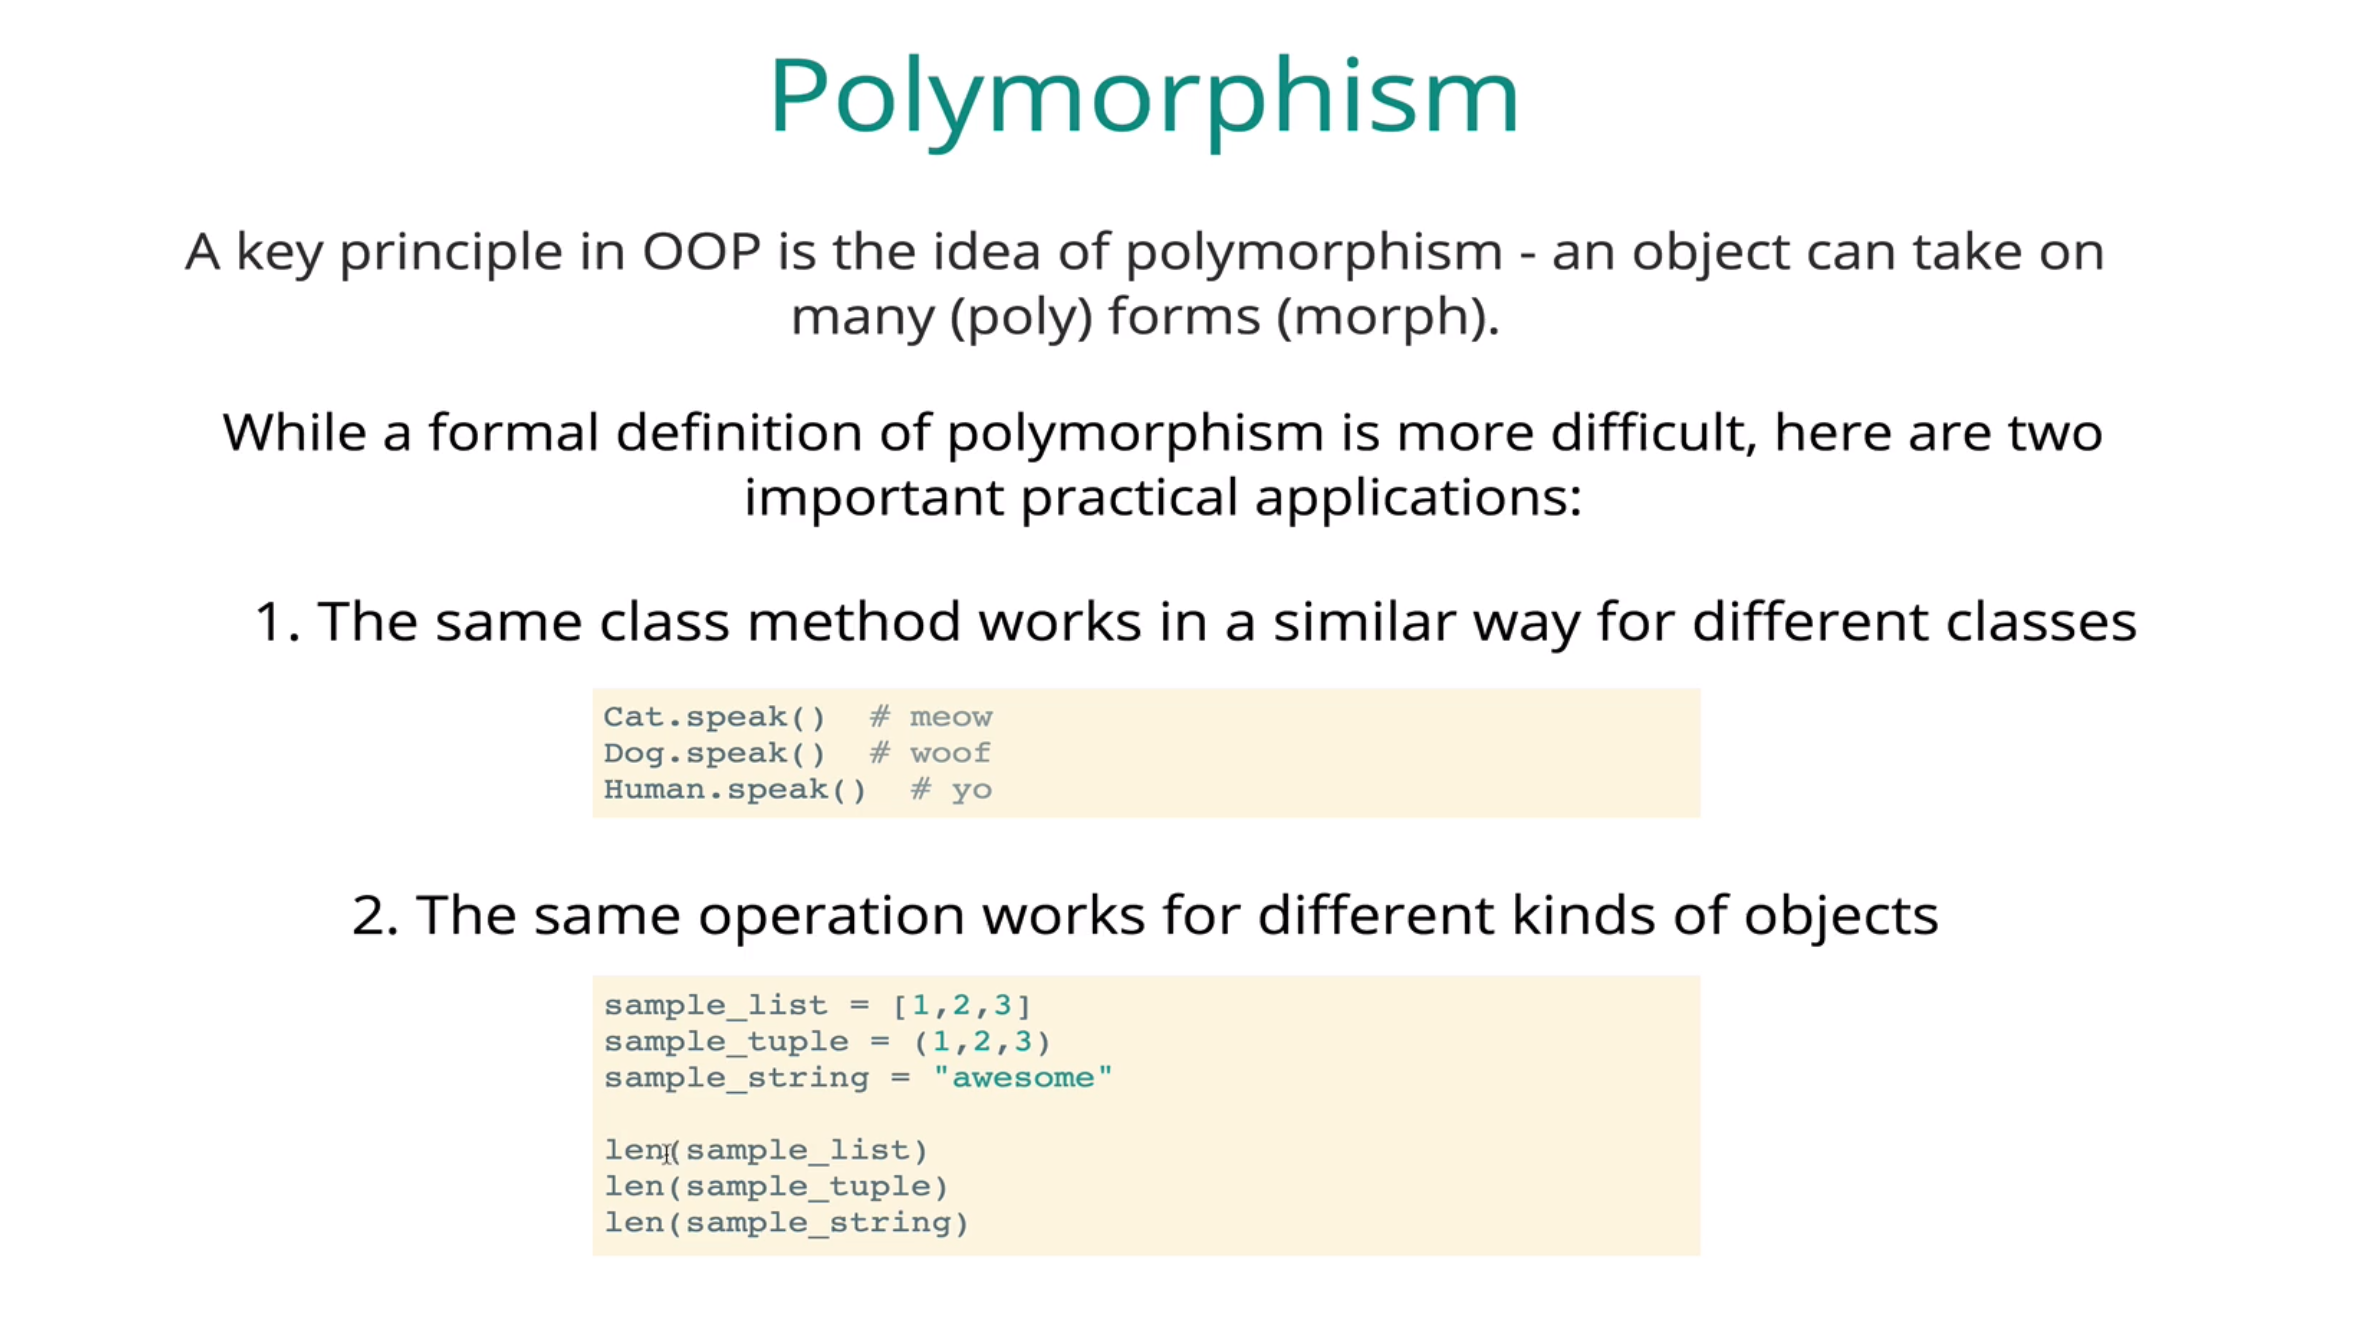 Polymorphism
A key principle in OOP is the idea of polymorphism - an object can take on
many (poly) forms (morph).
While a formal definition of polymorphism is more difficult, here are two
important practical applications:
1. The same class method works in a similar way for different classes
Cat.speak()  # meow
Dog.speak()  # woof
Human.speak()  # yo
2. The same operation works for different kinds of objects
sample_list = [1,2,3]
sample_tuple = (1,2,3)
sample_string = "awesome"
len(sample_list)
len(sample_tuple)
len(sample_string)